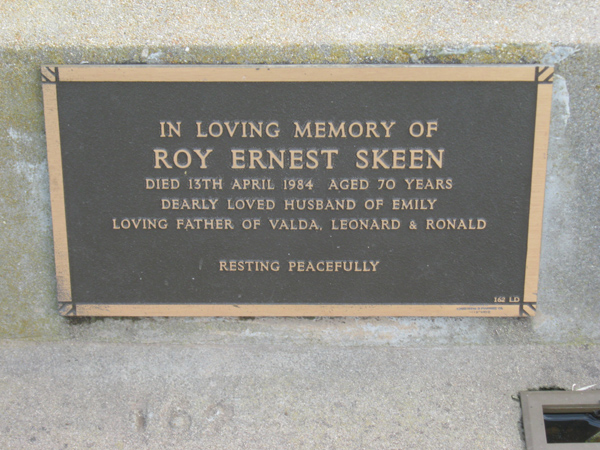 IN LOVING MEMORY OF
ROY ERNEST SKEEN
DIED 13TH APRIL 1984 AGED 70 YEARS
DEARLY LOVED HUSBAND OF EMILY
LOVING FATHER OF VALDA, LEONARD & RONALD
RESTING PEACEFULLY
162 L.D
162